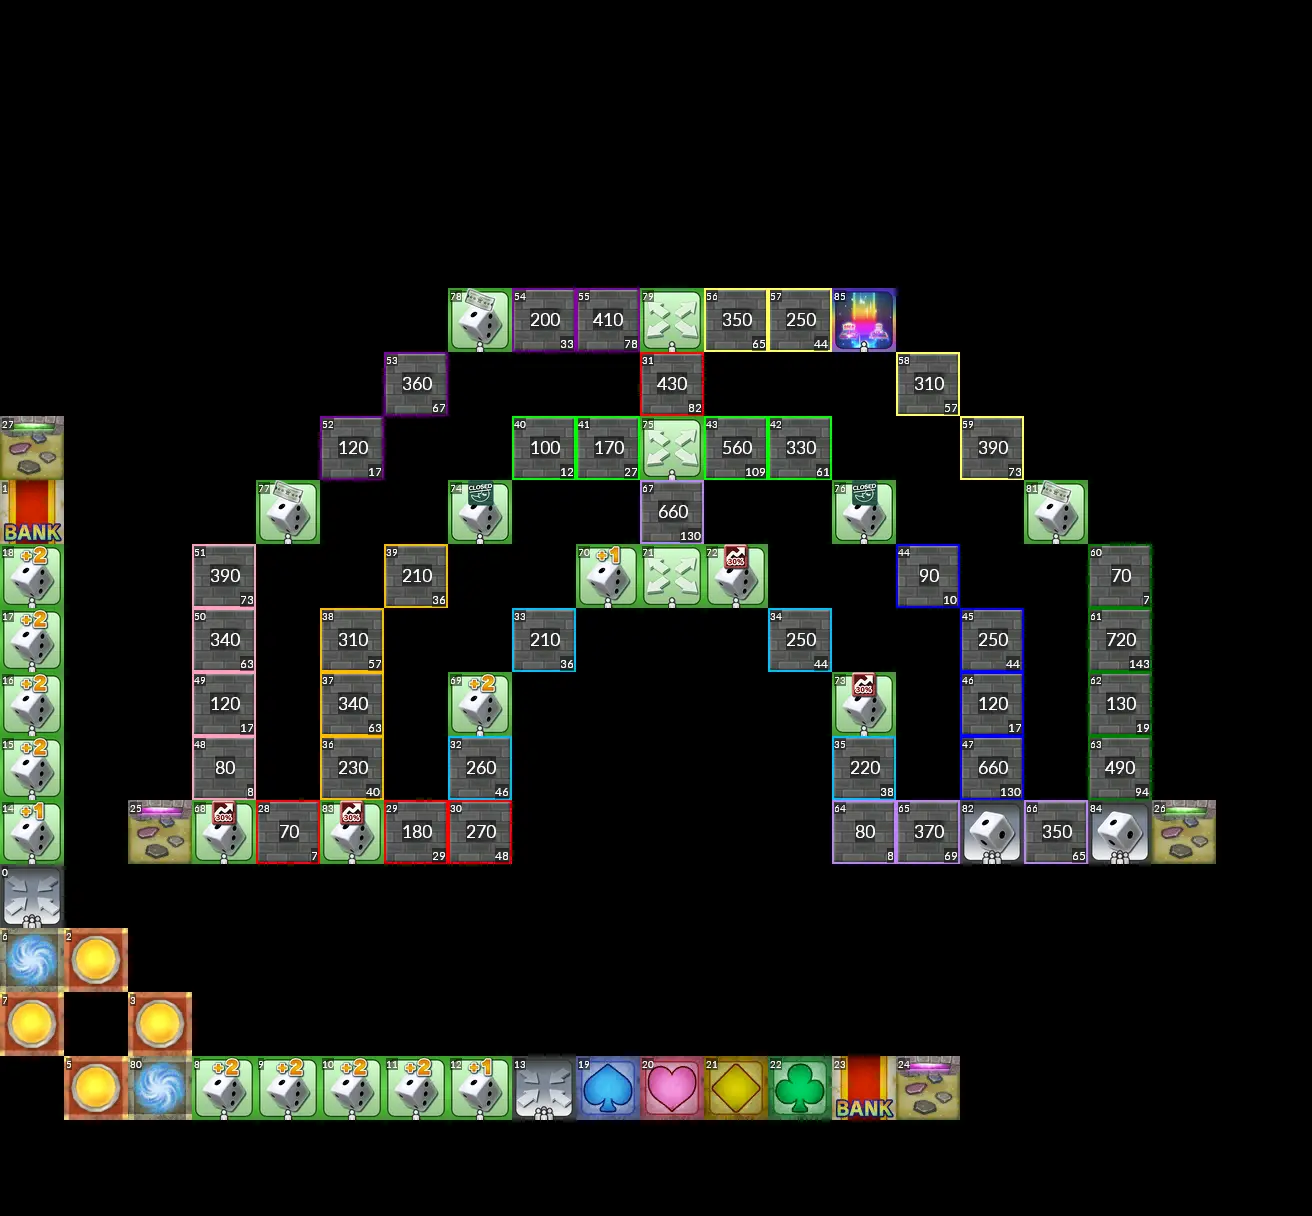 78 54 200 33 55 410 78 79 56 350 65 57 250 44 85
53 360 67 31 430 82 58 310 57
27 52 120 17 40 100 12 41 170 27 75 43 560 109 42 330 61 59 390 73
1 BANK 77 74 CLOSED 67 660 130 76 CLOSED 81
18 +2 51 390 73 39 210 36 70 +1 71 72 30% 44 90 10 60 70 7
17 +2 50 340 63 38 310 57 33 210 36 34 250 44 45 250 44 61 720 143
16 +2 49 120 17 37 340 63 69 +2 73 30% 46 120 17 62 130 19
15 +2 48 80 8 36 230 40 32 260 46 35 220 38 47 660 130 63 490 94
14 +1 25 68 30% 28 70 7 83 30% 29 180 29 30 270 48 64 80 8 65 370 69 82 66 350 65 84 26
0
6 2
7 3
5 80 8 +2 9 +2 10 +2 11 +2 12 +1 13 19 20 21 22 23 BANK 24